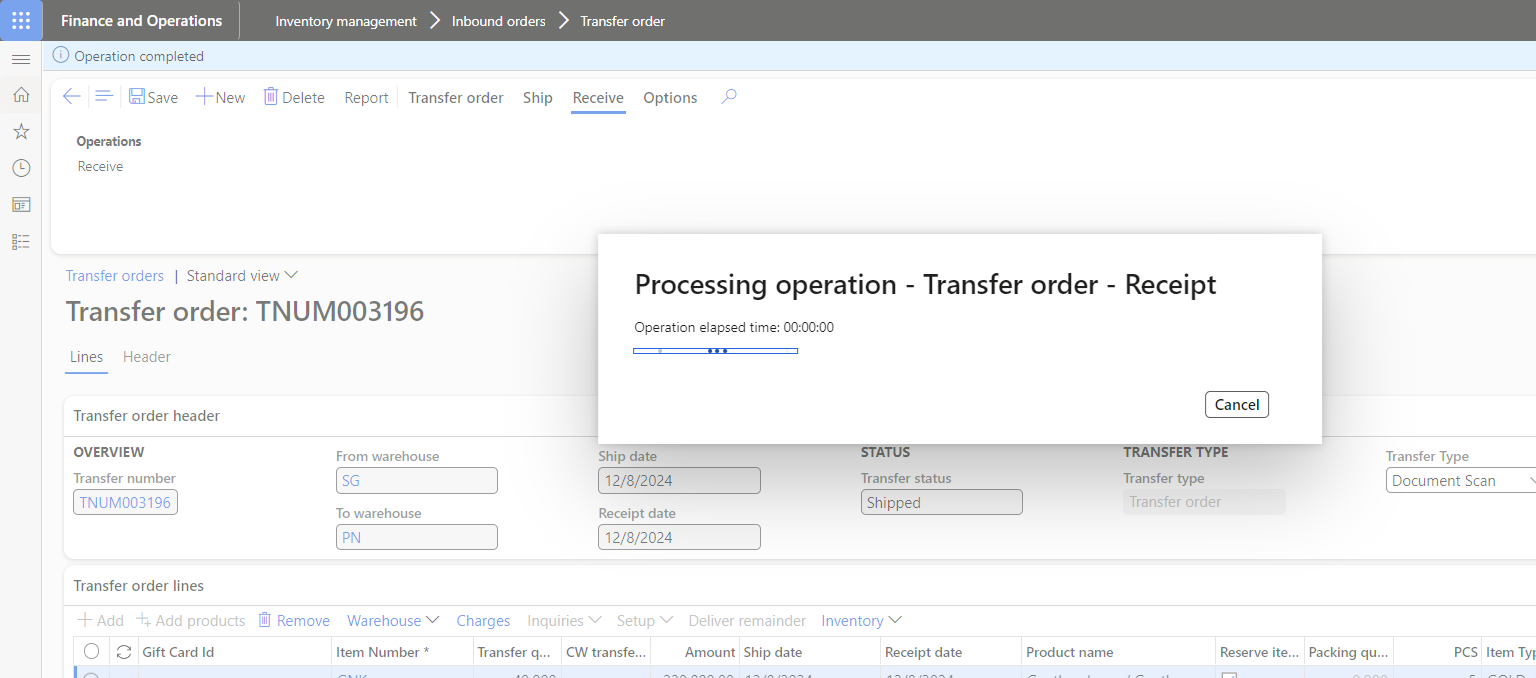 Finance and Operations
Inventory management
Inbound orders
Transfer order
Operation completed
Save
New
Delete
Report
Transfer order
Ship
Receive
Options
Operations
Receive
Processing operation - Transfer order - Receipt
Operation elapsed time: 00:00:00
Cancel
Transfer orders | Standard view
Transfer order: TNUM003196
Lines
Header
Transfer order header
OVERVIEW
Transfer number
TNUM003196
From warehouse
SG
To warehouse
PN
Ship date
12/8/2024
Receipt date
12/8/2024
STATUS
Transfer status
Shipped
TRANSFER TYPE
Transfer type
Transfer order
Transfer Type
Document Scan
Transfer order lines
Add
Add products
Remove
Warehouse
Charges
Inquiries
Setup
Deliver remainder
Inventory
Gift Card Id
Item Number *
Transfer q...
CW transfe...
Amount
Ship date
Receipt date
Product name
Reserve ite...
Packing qu...
PCS
Item Typ